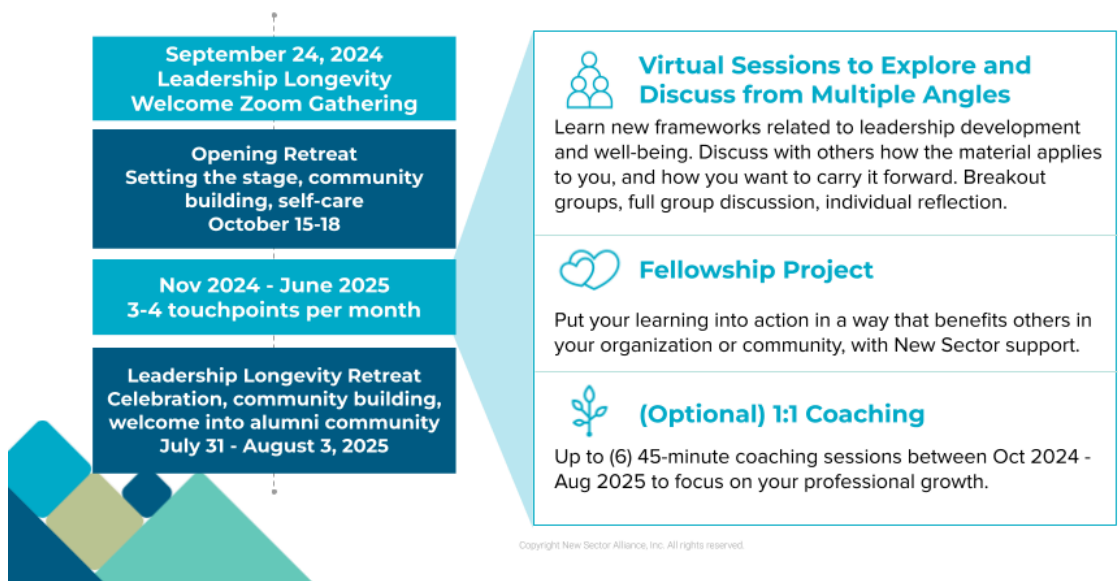 September 24, 2024
Leadership Longevity
Welcome Zoom Gathering
Opening Retreat
Setting the stage, community
building, self-care
October 15-18
Nov 2024 - June 2025
3-4 touchpoints per month
Leadership Longevity Retreat
Celebration, community building,
welcome into alumni community
July 31 - August 3, 2025
Virtual Sessions to Explore and
Discuss from Multiple Angles
Learn new frameworks related to leadership development
and well-being. Discuss with others how the material applies
to you, and how you want to carry it forward. Breakout
groups, full group discussion, individual reflection.
Fellowship Project
Put your learning into action in a way that benefits others in
your organization or community, with New Sector support.
(Optional) 1:1 Coaching
Up to (6) 45-minute coaching sessions between Oct 2024 -
Aug 2025 to focus on your professional growth.
Copyright New Sector Alliance, Inc. All rights reserved.